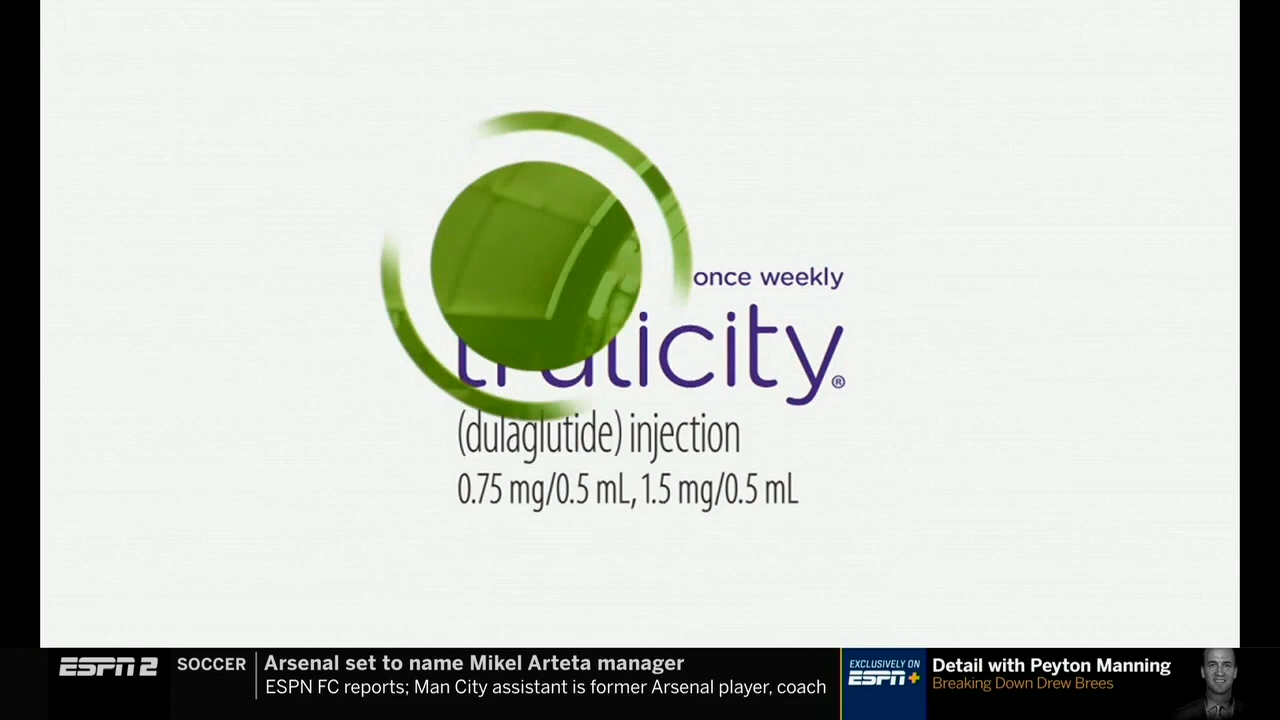 once weekly
trulicity®
(dulaglutide) injection
0.75 mg/0.5 mL, 1.5 mg/0.5 mL
ESPN 2
SOCCER
Arsenal set to name Mikel Arteta manager
ESPN FC reports; Man City assistant is former Arsenal player, coach
EXCLUSIVELY ON
ESPN+
Detail with Peyton Manning
Breaking Down Drew Brees